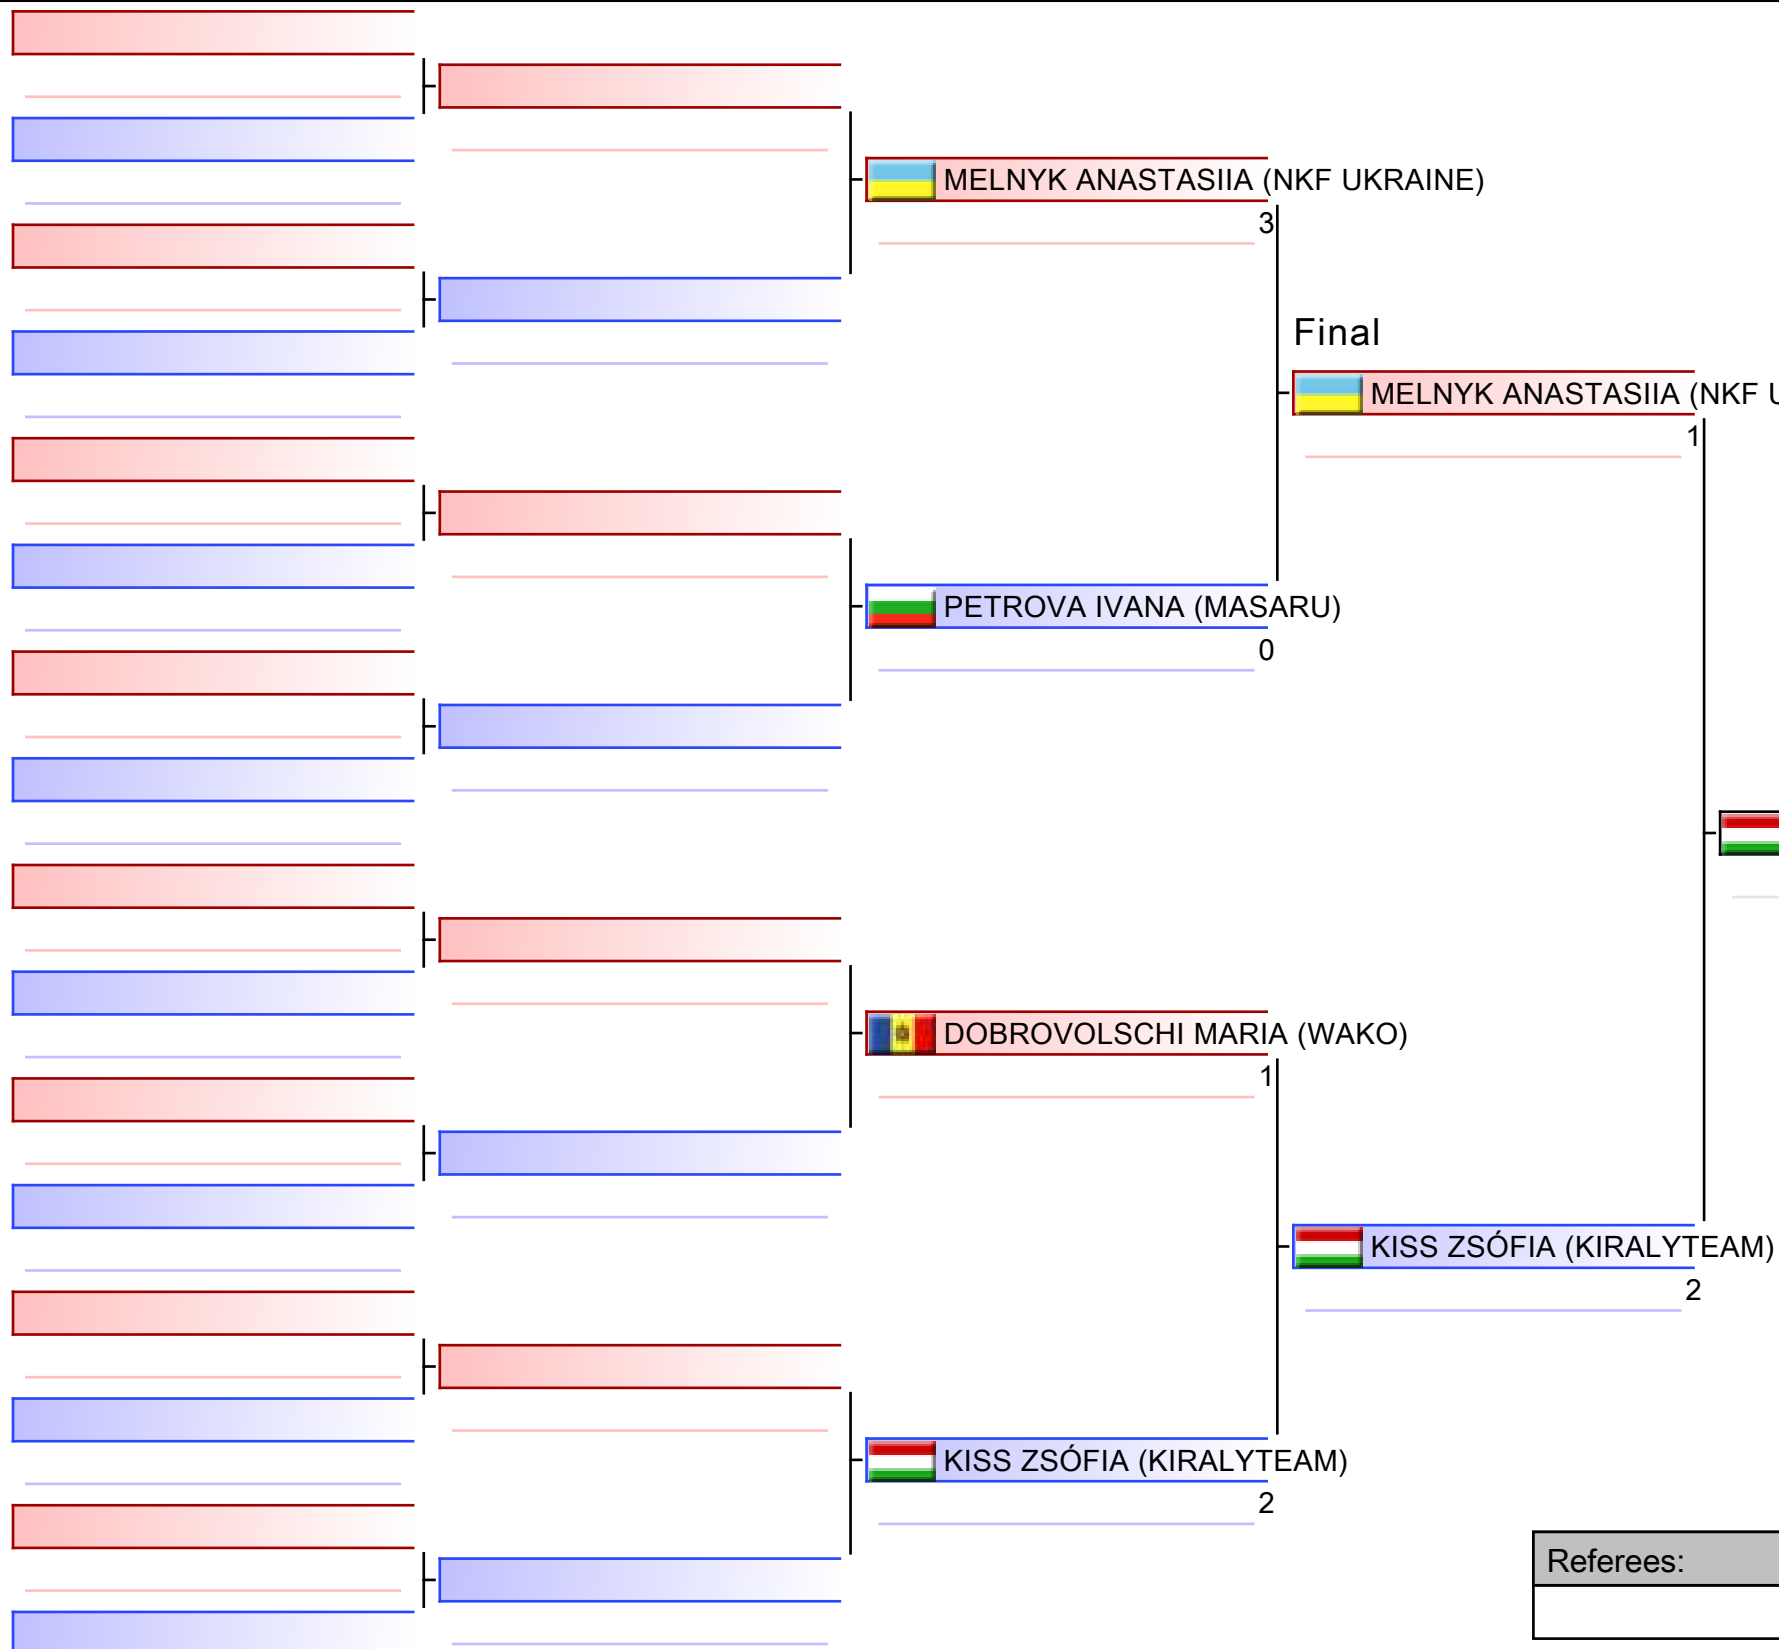 MELNYK ANASTASIIA (NKF UKRAINE)
3
Final
MELNYK ANASTASIIA (NKF U
1
PETROVA IVANA (MASARU)
0
DOBROVOLSCHI MARIA (WAKO)
1
KISS ZSÓFIA (KIRALYTEAM)
2
KISS ZSÓFIA (KIRALYTEAM)
2
Referees: